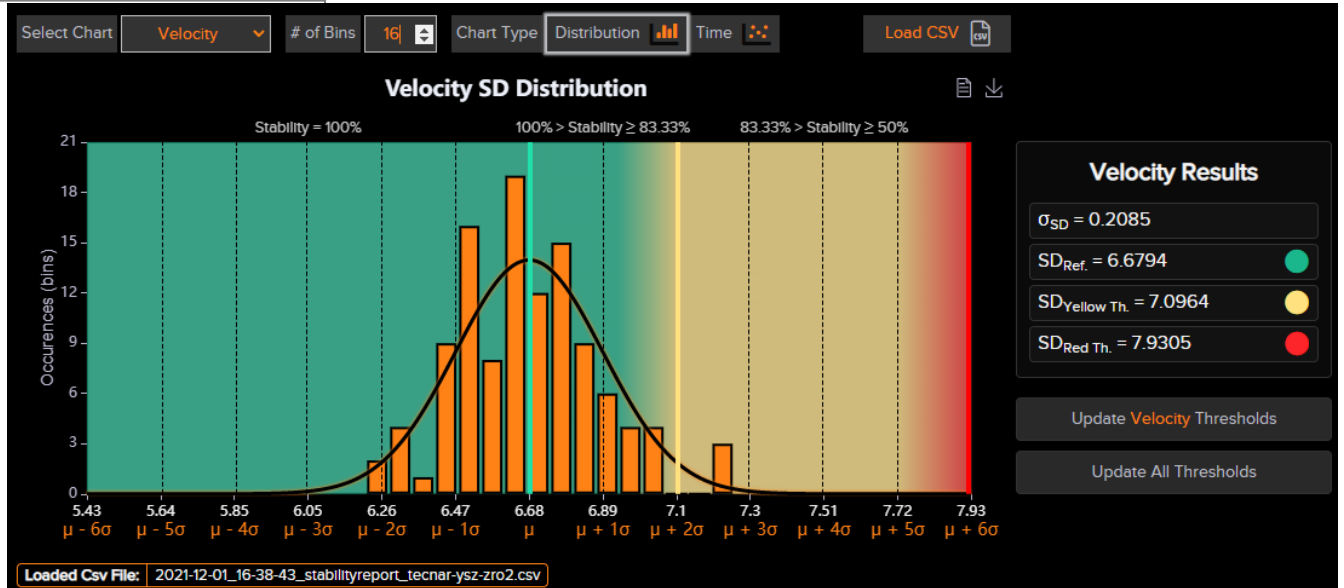 Select Chart Velocity # of Bins 16 Chart Type Distribution Time Load CSV CSV
Velocity SD Distribution
Stability = 100% 100% > Stability ≥ 83.33% 83.33% > Stability ≥ 50%
21
18
15
12
9
6
3
0
Occurences (bins)
5.43 5.64 5.85 6.05 6.26 6.47 6.68 6.89 7.1 7.3 7.51 7.72 7.93
μ - 6σ μ - 5σ μ - 4σ μ - 3σ μ - 2σ μ - 1σ μ μ + 1σ μ + 2σ μ + 3σ μ + 4σ μ + 5σ μ + 6σ
Velocity Results
σSD = 0.2085
SDRef. = 6.6794
SDYellow Th. = 7.0964
SDRed Th. = 7.9305
Update Velocity Thresholds
Update All Thresholds
Loaded Csv File: 2021-12-01_16-38-43_stabilityreport_tecnar-ysz-zro2.csv